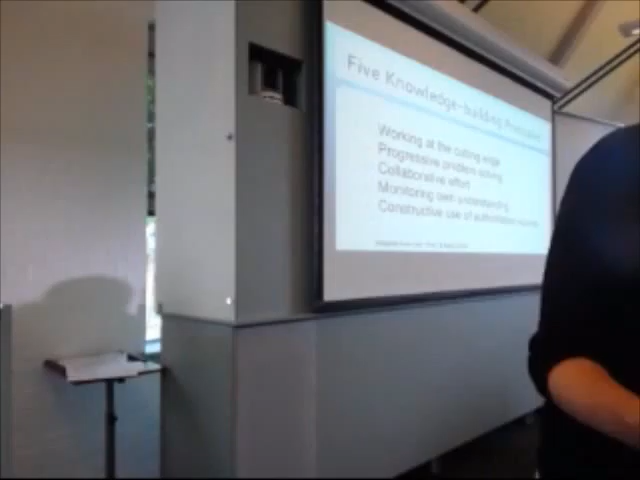 Five Knowledge-building Principles
Working at the cutting edge
Progressive problem solving
Collaborative effort
Monitoring own understanding
Constructive use of authoritative